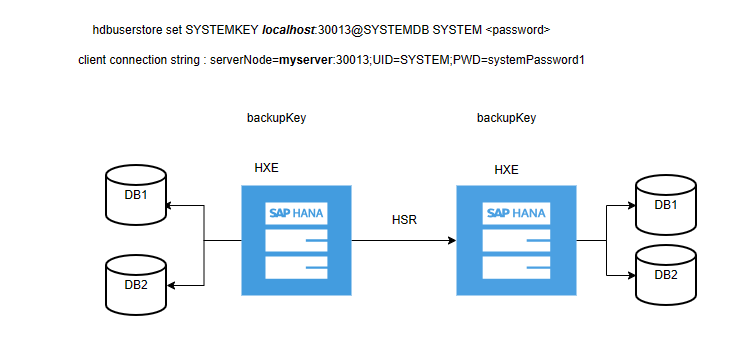 hdbuserstore set SYSTEMKEY localhost:30013@SYSTEMDB SYSTEM <password>
client connection string : serverNode=myserver:30013;UID=SYSTEM;PWD=systemPassword1
backupKey
backupKey
HXE
HXE
DB1
SAP HANA
HSR
SAP HANA
DB1
DB2
DB2